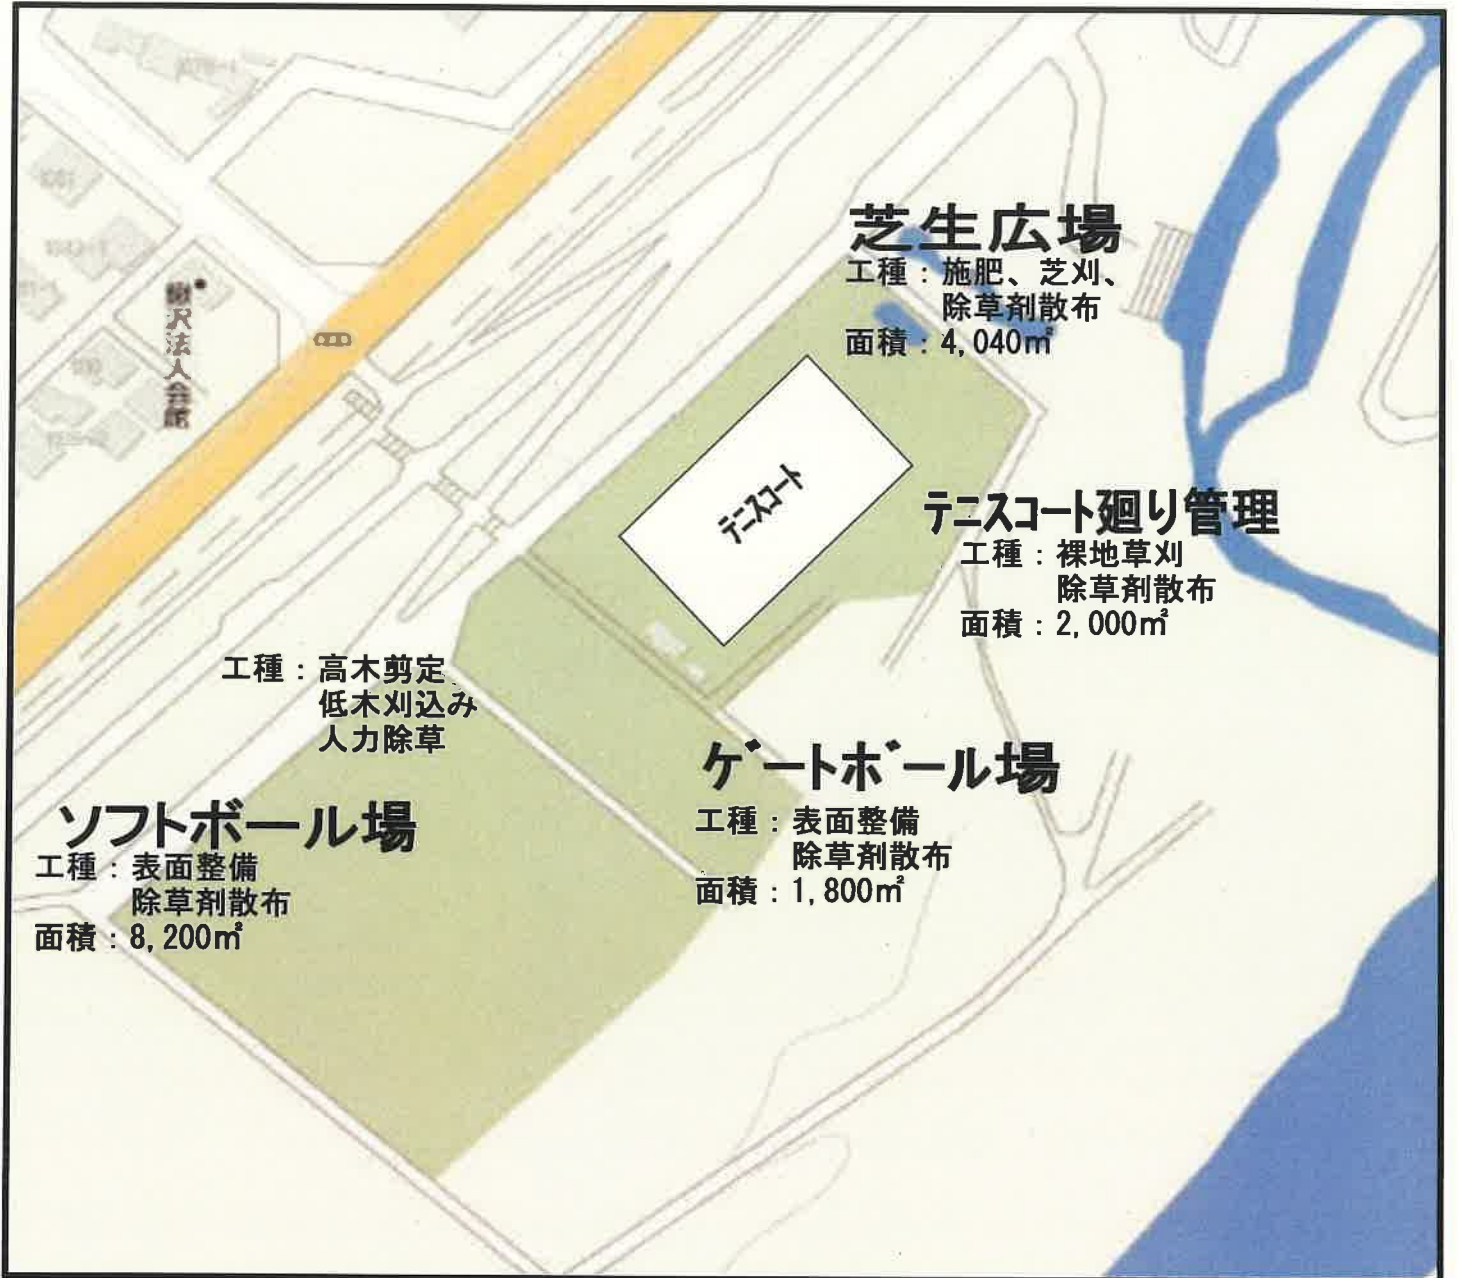 芝生広場
工種：施肥、芝刈、
除草剤散布
面積：4,040㎡
テニスコート
テニスコート廻り管理
工種：裸地草刈
除草剤散布
面積：2,000㎡
工種：高木剪定、
低木刈込み
人力除草
ゲートボール場
工種：表面整備
除草剤散布
面積：1,800㎡
ソフトボール場
工種：表面整備
除草剤散布
面積：8,200㎡